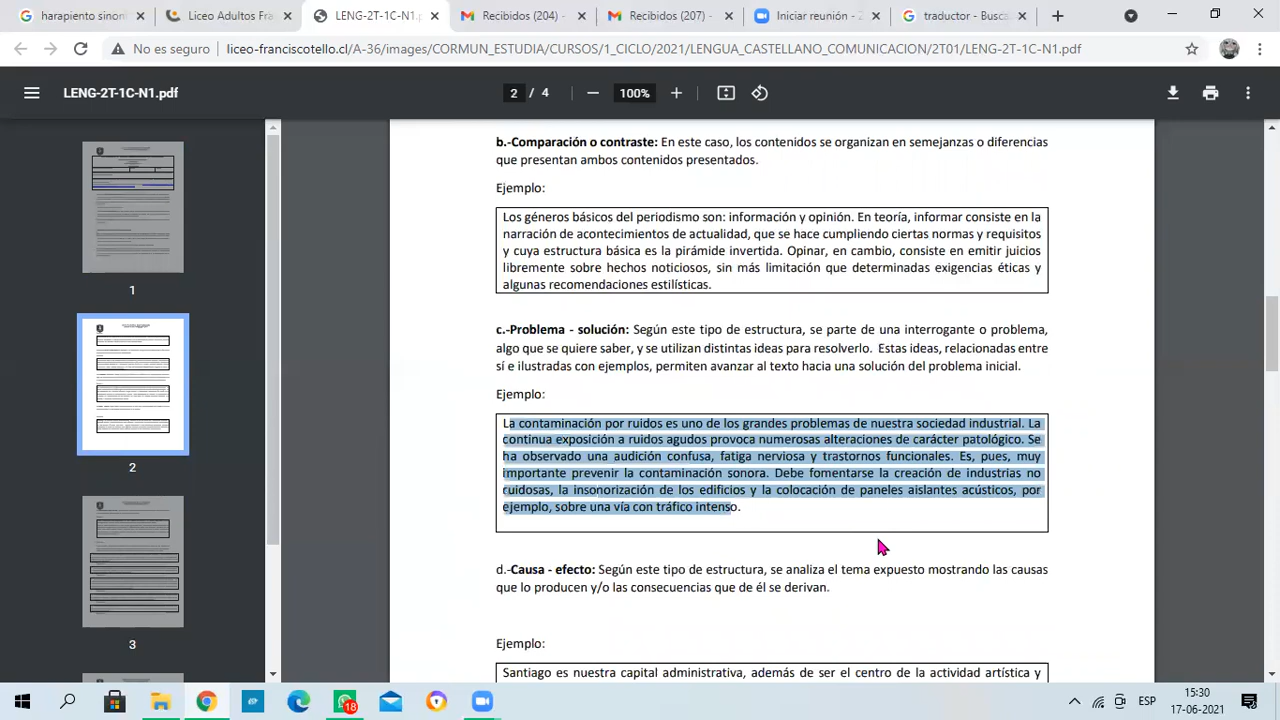 harapiento sinoni
Liceo Adultos Fra
LENG-2T-1C-N1.p
Recibidos (204) -
Recibidos (207) -
Iniciar reunión - Z
traductor - Busca
No es seguro
liceo-franciscotello.cl/A-36/images/CORMUN_ESTUDIA/CURSOS/1_CICLO/2021/LENGUA_CASTELLANO_COMUNICACION/2T01/LENG-2T-1C-N1.pdf
LENG-2T-1C-N1.pdf
2 / 4
100%
1
2
3
b.-Comparación o contraste: En este caso, los contenidos se organizan en semejanzas o diferencias
que presentan ambos contenidos presentados.
Ejemplo:
Los géneros básicos del periodismo son: información y opinión. En teoría, informar consiste en la
narración de acontecimientos de actualidad, que se hace cumpliendo ciertas normas y requisitos
y cuya estructura básica es la pirámide invertida. Opinar, en cambio, consiste en emitir juicios
libremente sobre hechos noticiosos, sin más limitación que determinadas exigencias éticas y
algunas recomendaciones estilísticas.
c.-Problema - solución: Según este tipo de estructura, se parte de una interrogante o problema,
algo que se quiere saber, y se utilizan distintas ideas para resolverlo. Estas ideas, relacionadas entre
sí e ilustradas con ejemplos, permiten avanzar al texto hacia una solución del problema inicial.
Ejemplo:
La contaminación por ruidos es uno de los grandes problemas de nuestra sociedad industrial. La
continua exposición a ruidos agudos provoca numerosas alteraciones de carácter patológico. Se
ha observado una audición confusa, fatiga nerviosa y trastornos funcionales. Es, pues, muy
importante prevenir la contaminación sonora. Debe fomentarse la creación de industrias no
ruidosas, la insonorización de los edificios y la colocación de paneles aislantes acústicos, por
ejemplo, sobre una vía con tráfico intenso.
d.-Causa - efecto: Según este tipo de estructura, se analiza el tema expuesto mostrando las causas
que lo producen y/o las consecuencias que de él se derivan.
Ejemplo:
Santiago es nuestra capital administrativa, además de ser el centro de la actividad artística y
18
ESP
15:30
17-06-2021